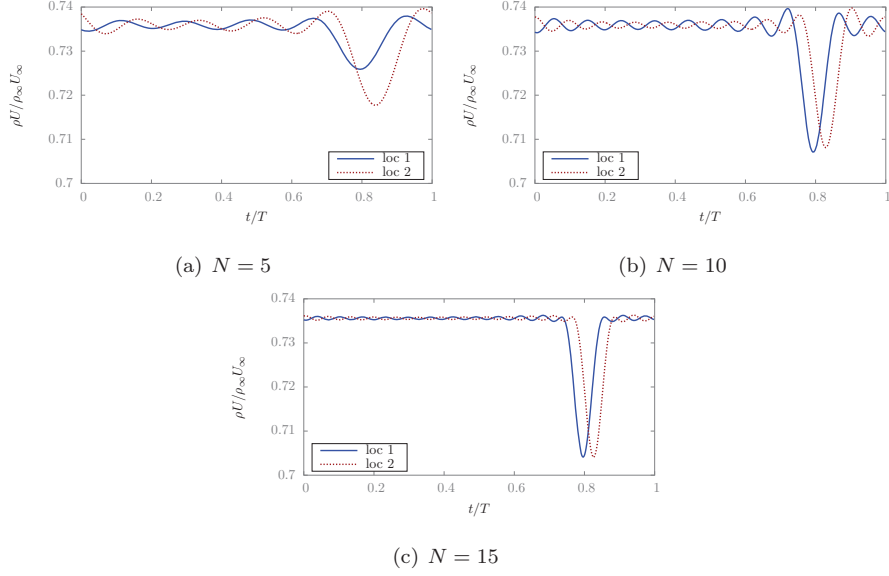 0.74
0.73
0.72
0.71
0.7
ρU/ρ∞U∞
loc 1
loc 2
0 0.2 0.4 0.6 0.8 1
t/T
(a) N = 5
0.74
0.73
0.72
0.71
0.7
ρU/ρ∞U∞
loc 1
loc 2
0 0.2 0.4 0.6 0.8 1
t/T
(b) N = 10
0.74
0.73
0.72
0.71
0.7
ρU/ρ∞U∞
loc 1
loc 2
0 0.2 0.4 0.6 0.8 1
t/T
(c) N = 15